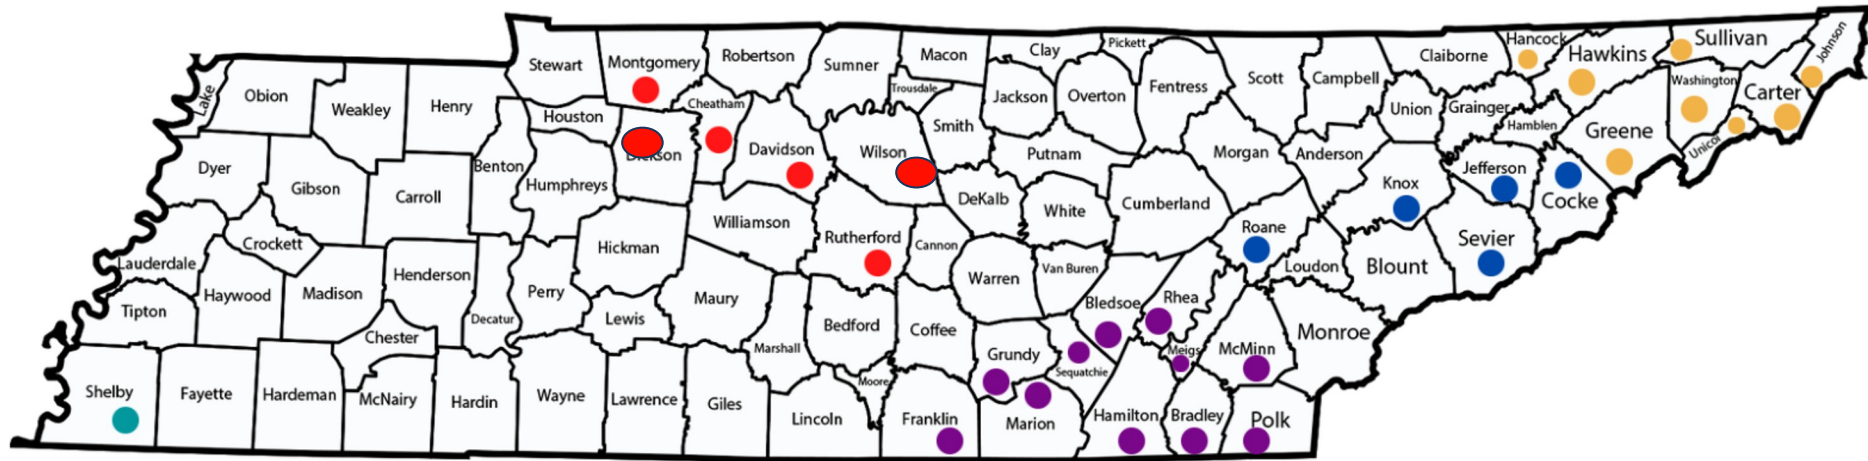 Stewart
Montgomery
Robertson
Sumner
Macon
Clay
Pickett
Fentress
Scott
Campbell
Claiborne
Hancock
Hawkins
Sullivan
Johnson
Lake
Obion
Weakley
Henry
Houston
Cheatham
Trousdale
Jackson
Overton
Union
Grainger
Hamblen
Washington
Carter
Greene
Unicoi
Dyer
Gibson
Carroll
Benton
Humphreys
Dickson
Davidson
Wilson
Smith
Putnam
Morgan
Anderson
Knox
Jefferson
Cocke
Crockett
Lauderdale
Haywood
Madison
Henderson
Decatur
Perry
Hickman
Williamson
Rutherford
Cannon
DeKalb
White
Cumberland
Roane
Loudon
Blount
Sevier
Tipton
Chester
Lewis
Maury
Marshall
Bedford
Coffee
Warren
Van Buren
Bledsoe
Rhea
Meigs
McMinn
Monroe
Shelby
Fayette
Hardeman
McNairy
Hardin
Wayne
Lawrence
Giles
Lincoln
Moore
Franklin
Grundy
Sequatchie
Marion
Hamilton
Bradley
Polk